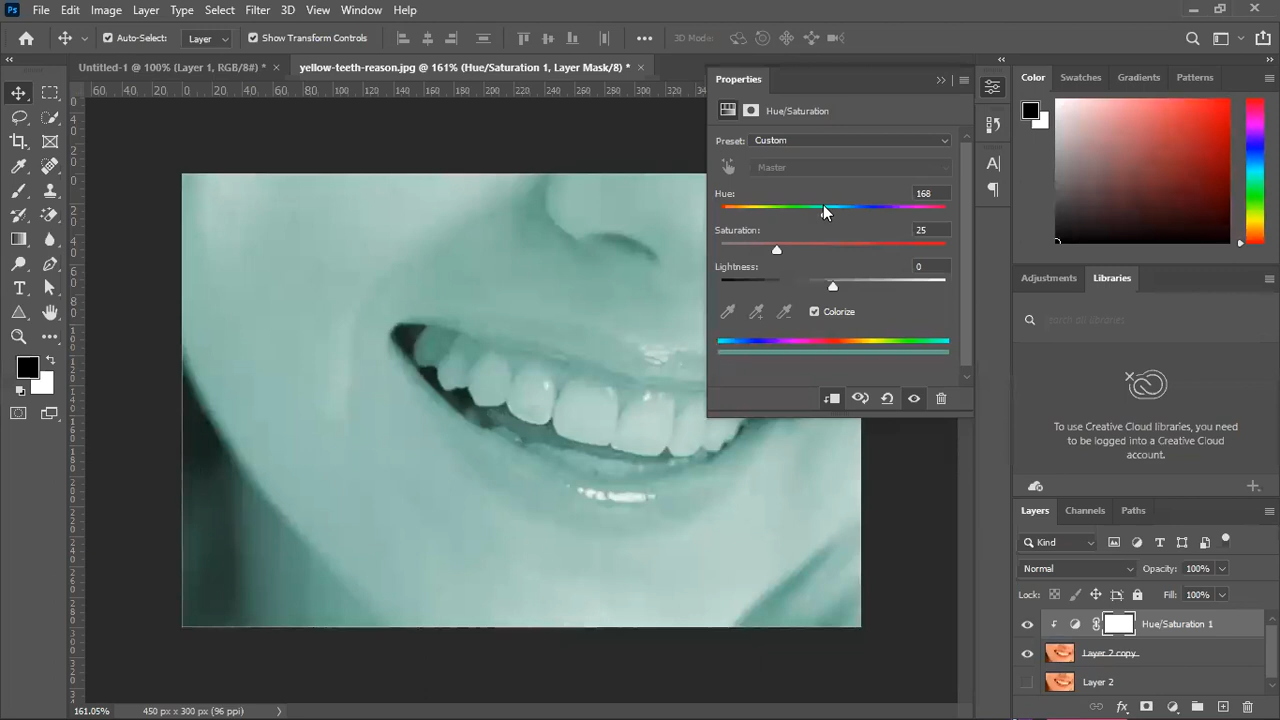 Ps File Edit Image Layer Type Select Filter 3D View Window Help
Auto-Select: Layer Show Transform Controls 3D Mode:
Untitled-1 @ 100% (Layer 1, RGB/8#) * × yellow-teeth-reason.jpg @ 161% (Hue/Saturation 1, Layer Mask/8) * ×
Properties
Hue/Saturation
Preset: Custom
Master
Hue: 168
Saturation: 25
Lightness: 0
Colorize
Color Swatches Gradients Patterns
Adjustments Libraries
Search all libraries
To use Creative Cloud libraries, you
need to be logged into a Creative Cloud
account.
Layers Channels Paths
Kind
Normal Opacity: 100%
Lock: Fill: 100%
Hue/Saturation 1
Layer 2 copy
Layer 2
161.05% 450 px x 300 px (96 ppi)